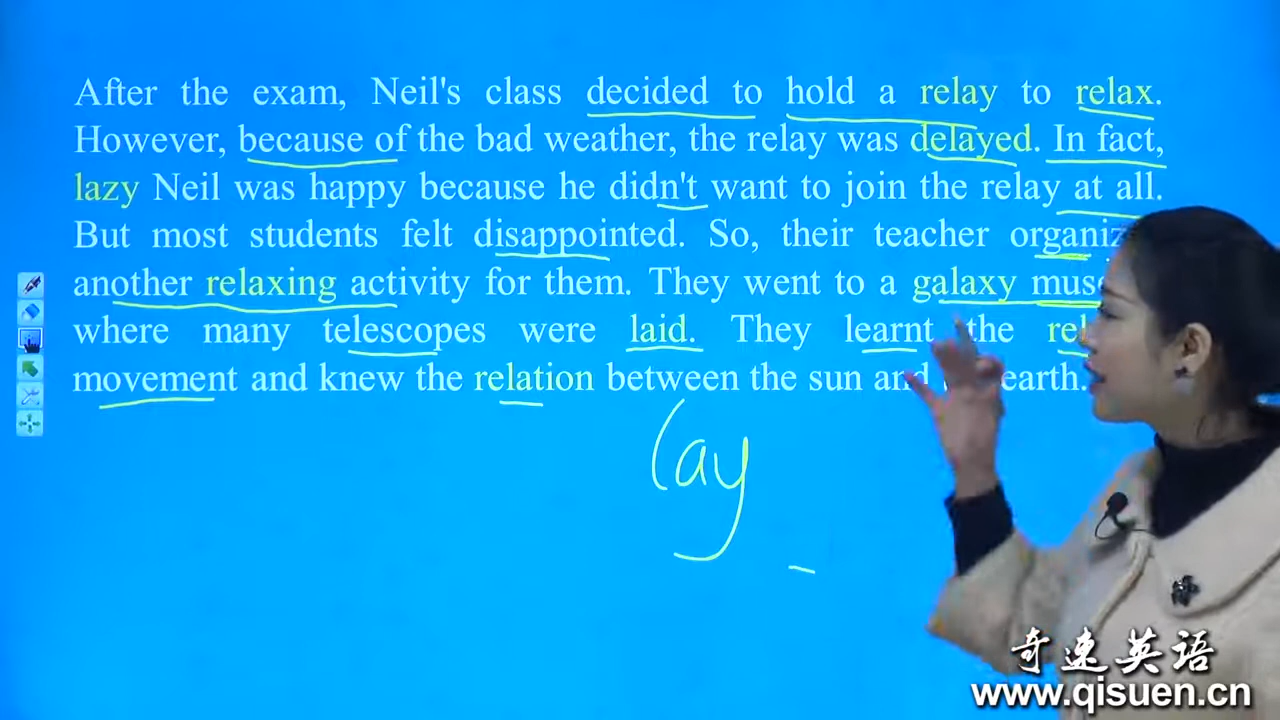 After the exam, Neil's class decided to hold a relay to relax.
However, because of the bad weather, the relay was delayed. In fact,
lazy Neil was happy because he didn't want to join the relay at all.
But most students felt disappointed. So, their teacher
another relaxing activity for them. They went to a galaxy
where many telescopes were laid. They learnt the
movement and knew the relation between the sun and earth.
lay
奇速英语
www.qisuen.cn